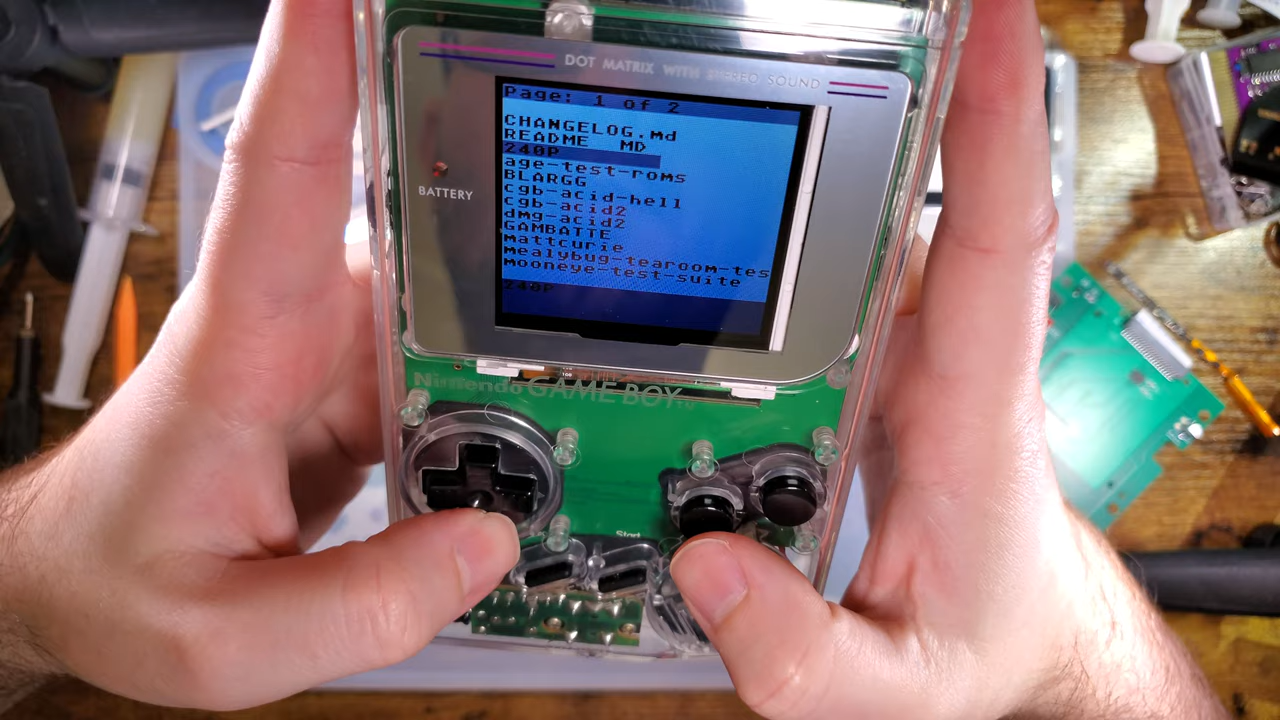 DOT MATRIX WITH STEREO SOUND
Page: 1 of 2
CHANGELOG.md
README MD
240P
age-test-roms
BLARGG
cgb-acid-hell
cgb-acid2
dmg-acid2
GAMBATTE
mattcurie
mealybug-tearoom-tes
mooneye-test-suite
240P
BATTERY
Nintendo GAME BOY TM
Start